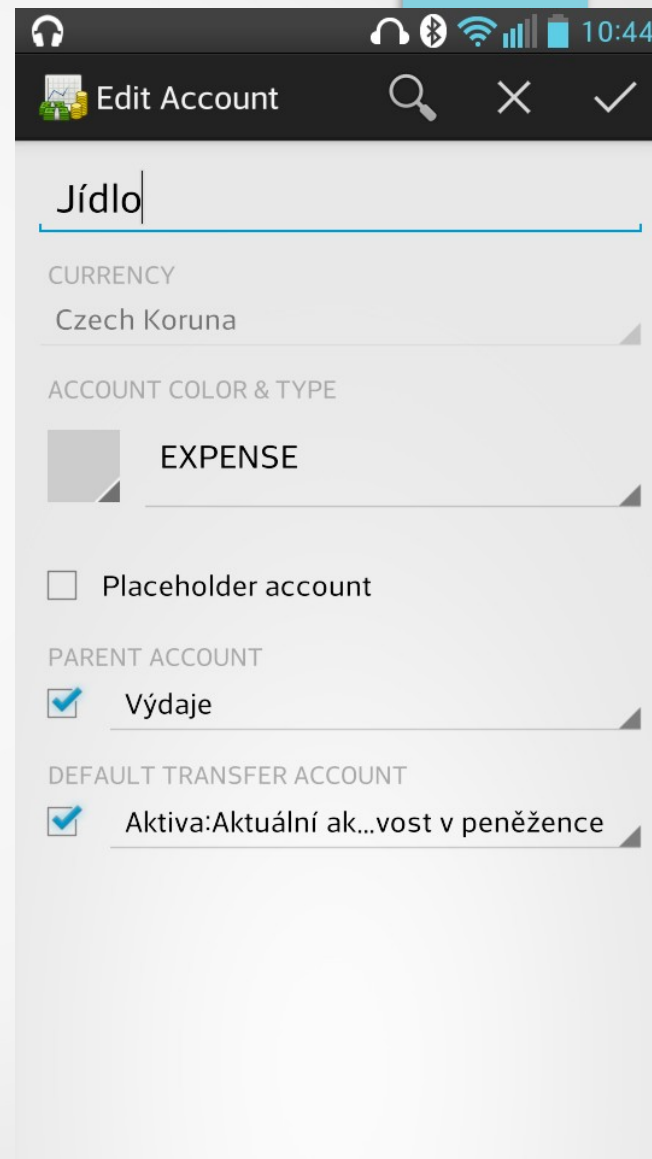 10:44
Edit Account
Jídlo
CURRENCY
Czech Koruna
ACCOUNT COLOR & TYPE
EXPENSE
Placeholder account
PARENT ACCOUNT
Výdaje
DEFAULT TRANSFER ACCOUNT
Aktiva:Aktuální ak...vost v peněžence